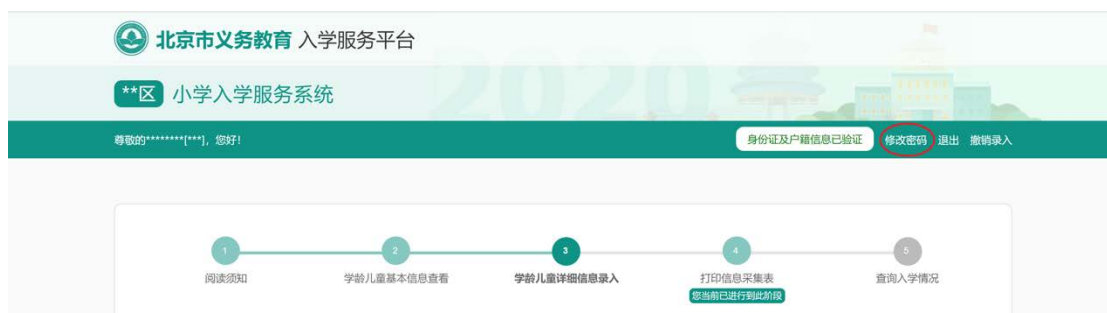 北京市义务教育 入学服务平台
2020
**区 小学入学服务系统
尊敬的********[***]，您好！ 身份证及户籍信息已验证 修改密码 退出 撤销录入
1 2 3 4 5
阅读须知 学龄儿童基本信息查看 学龄儿童详细信息录入 打印信息采集表 查询入学情况
您当前已进行到此阶段